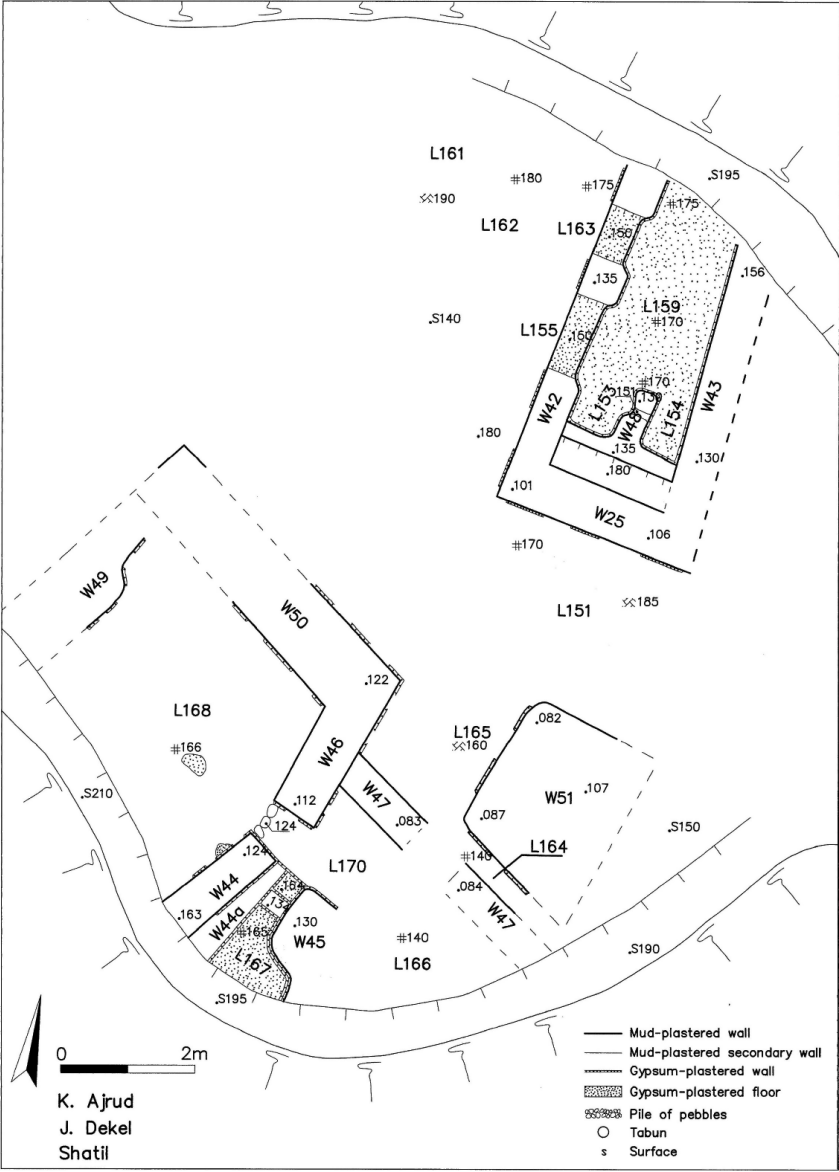 L161
#180
#175
.S195
190
#175
L162
L163
.150
.156
.135
L159
.S140
L155
#170
.150
#170
151
.130
L153
L154
W43
W42
W48
.180
.135
.130
.180
.101
W25
.106
#170
W49
185
L151
W50
.122
L168
L165
.082
#166
160
W46
W51
.107
.S210
W47
.112
.087
.083
.S150
124
L164
.124
#140
L170
W44
.164
.084
.134
.163
W44a
W47
.130
#165
W45
#140
.S190
L167
L166
.S195
0 2m
K. Ajrud
J. Dekel
Shatil
Mud-plastered wall
Mud-plastered secondary wall
Gypsum-plastered wall
Gypsum-plastered floor
Pile of pebbles
Tabun
s Surface